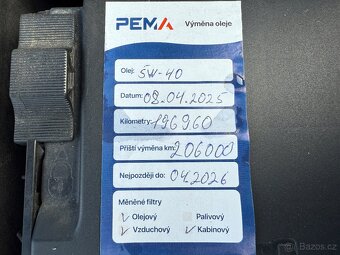 PEMA Výměna oleje
Olej: 5W-40
Datum: 08.04.2025
Kilometry: 196960
Příští výměna km: 206000
Nejpozději do: 04.2026
Měněné filtry
✓ Olejový Palivový
✓ Vzduchový ✓ Kabinový
Bazoš.cz